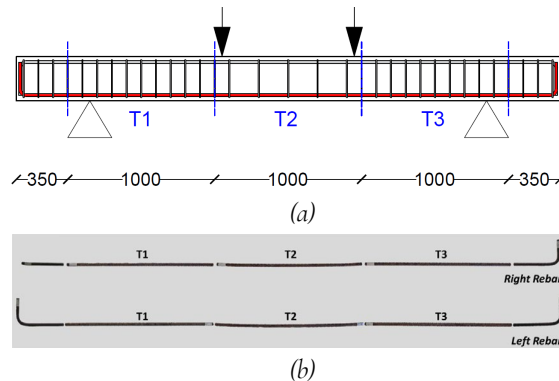 T1 T2 T3
350 1000 1000 1000 350
(a)
T1 T2 T3
Right Rebar
T1 T2 T3
Left Rebar
(b)